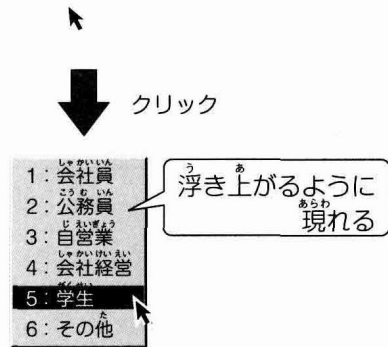 クリック
1：会社員
2：公務員
3：自営業
4：会社経営
5：学生
6：その他
浮き上がるように
現れる